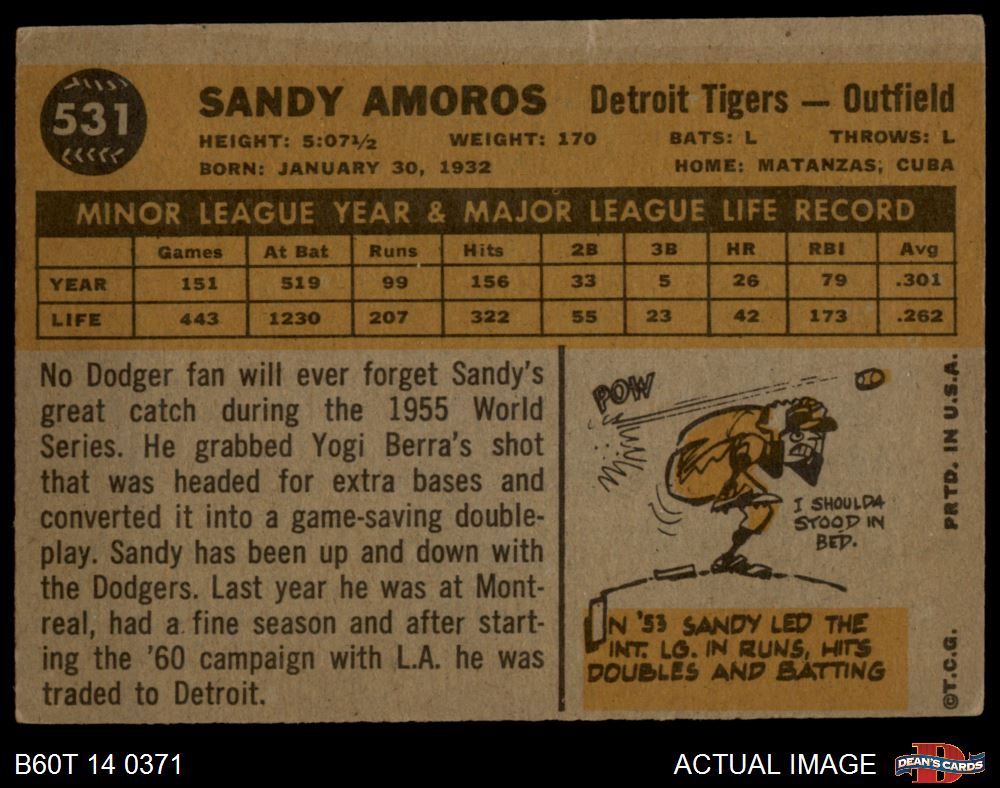 531
SANDY AMOROS Detroit Tigers — Outfield
HEIGHT: 5:07½ WEIGHT: 170 BATS: L THROWS: L
BORN: JANUARY 30, 1932 HOME: MATANZAS, CUBA
MINOR LEAGUE YEAR & MAJOR LEAGUE LIFE RECORD
Games At Bat Runs Hits 2B 3B HR RBI Avg
YEAR 151 519 99 156 33 5 26 79 .301
LIFE 443 1230 207 322 55 23 42 173 .262
No Dodger fan will ever forget Sandy's
great catch during the 1955 World
Series. He grabbed Yogi Berra's shot
that was headed for extra bases and
converted it into a game-saving double-
play. Sandy has been up and down with
the Dodgers. Last year he was at Mont-
real, had a fine season and after start-
ing the '60 campaign with L.A. he was
traded to Detroit.
POW
I SHOULDA
STOOD IN
BED.
IN '53 SANDY LED THE
INT. LG. IN RUNS, HITS
DOUBLES AND BATTING
©T.C.G. PRTD. IN U.S.A.
B60T 14 0371 ACTUAL IMAGE
DEAN'S CARDS